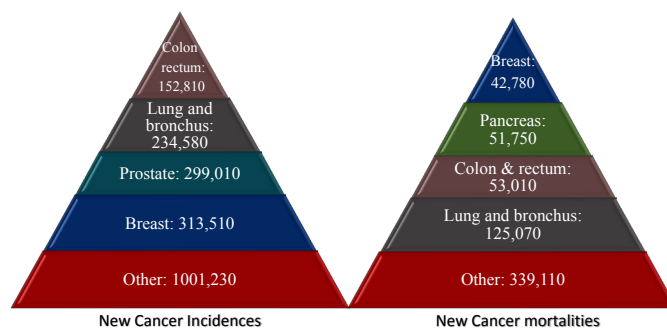 Colon
rectum:
152,810
Lung and
bronchus:
234,580
Prostate: 299,010
Breast: 313,510
Other: 1001,230
New Cancer Incidences
Breast:
42,780
Pancreas:
51,750
Colon & rectum:
53,010
Lung and bronchus:
125,070
Other: 339,110
New Cancer mortalities